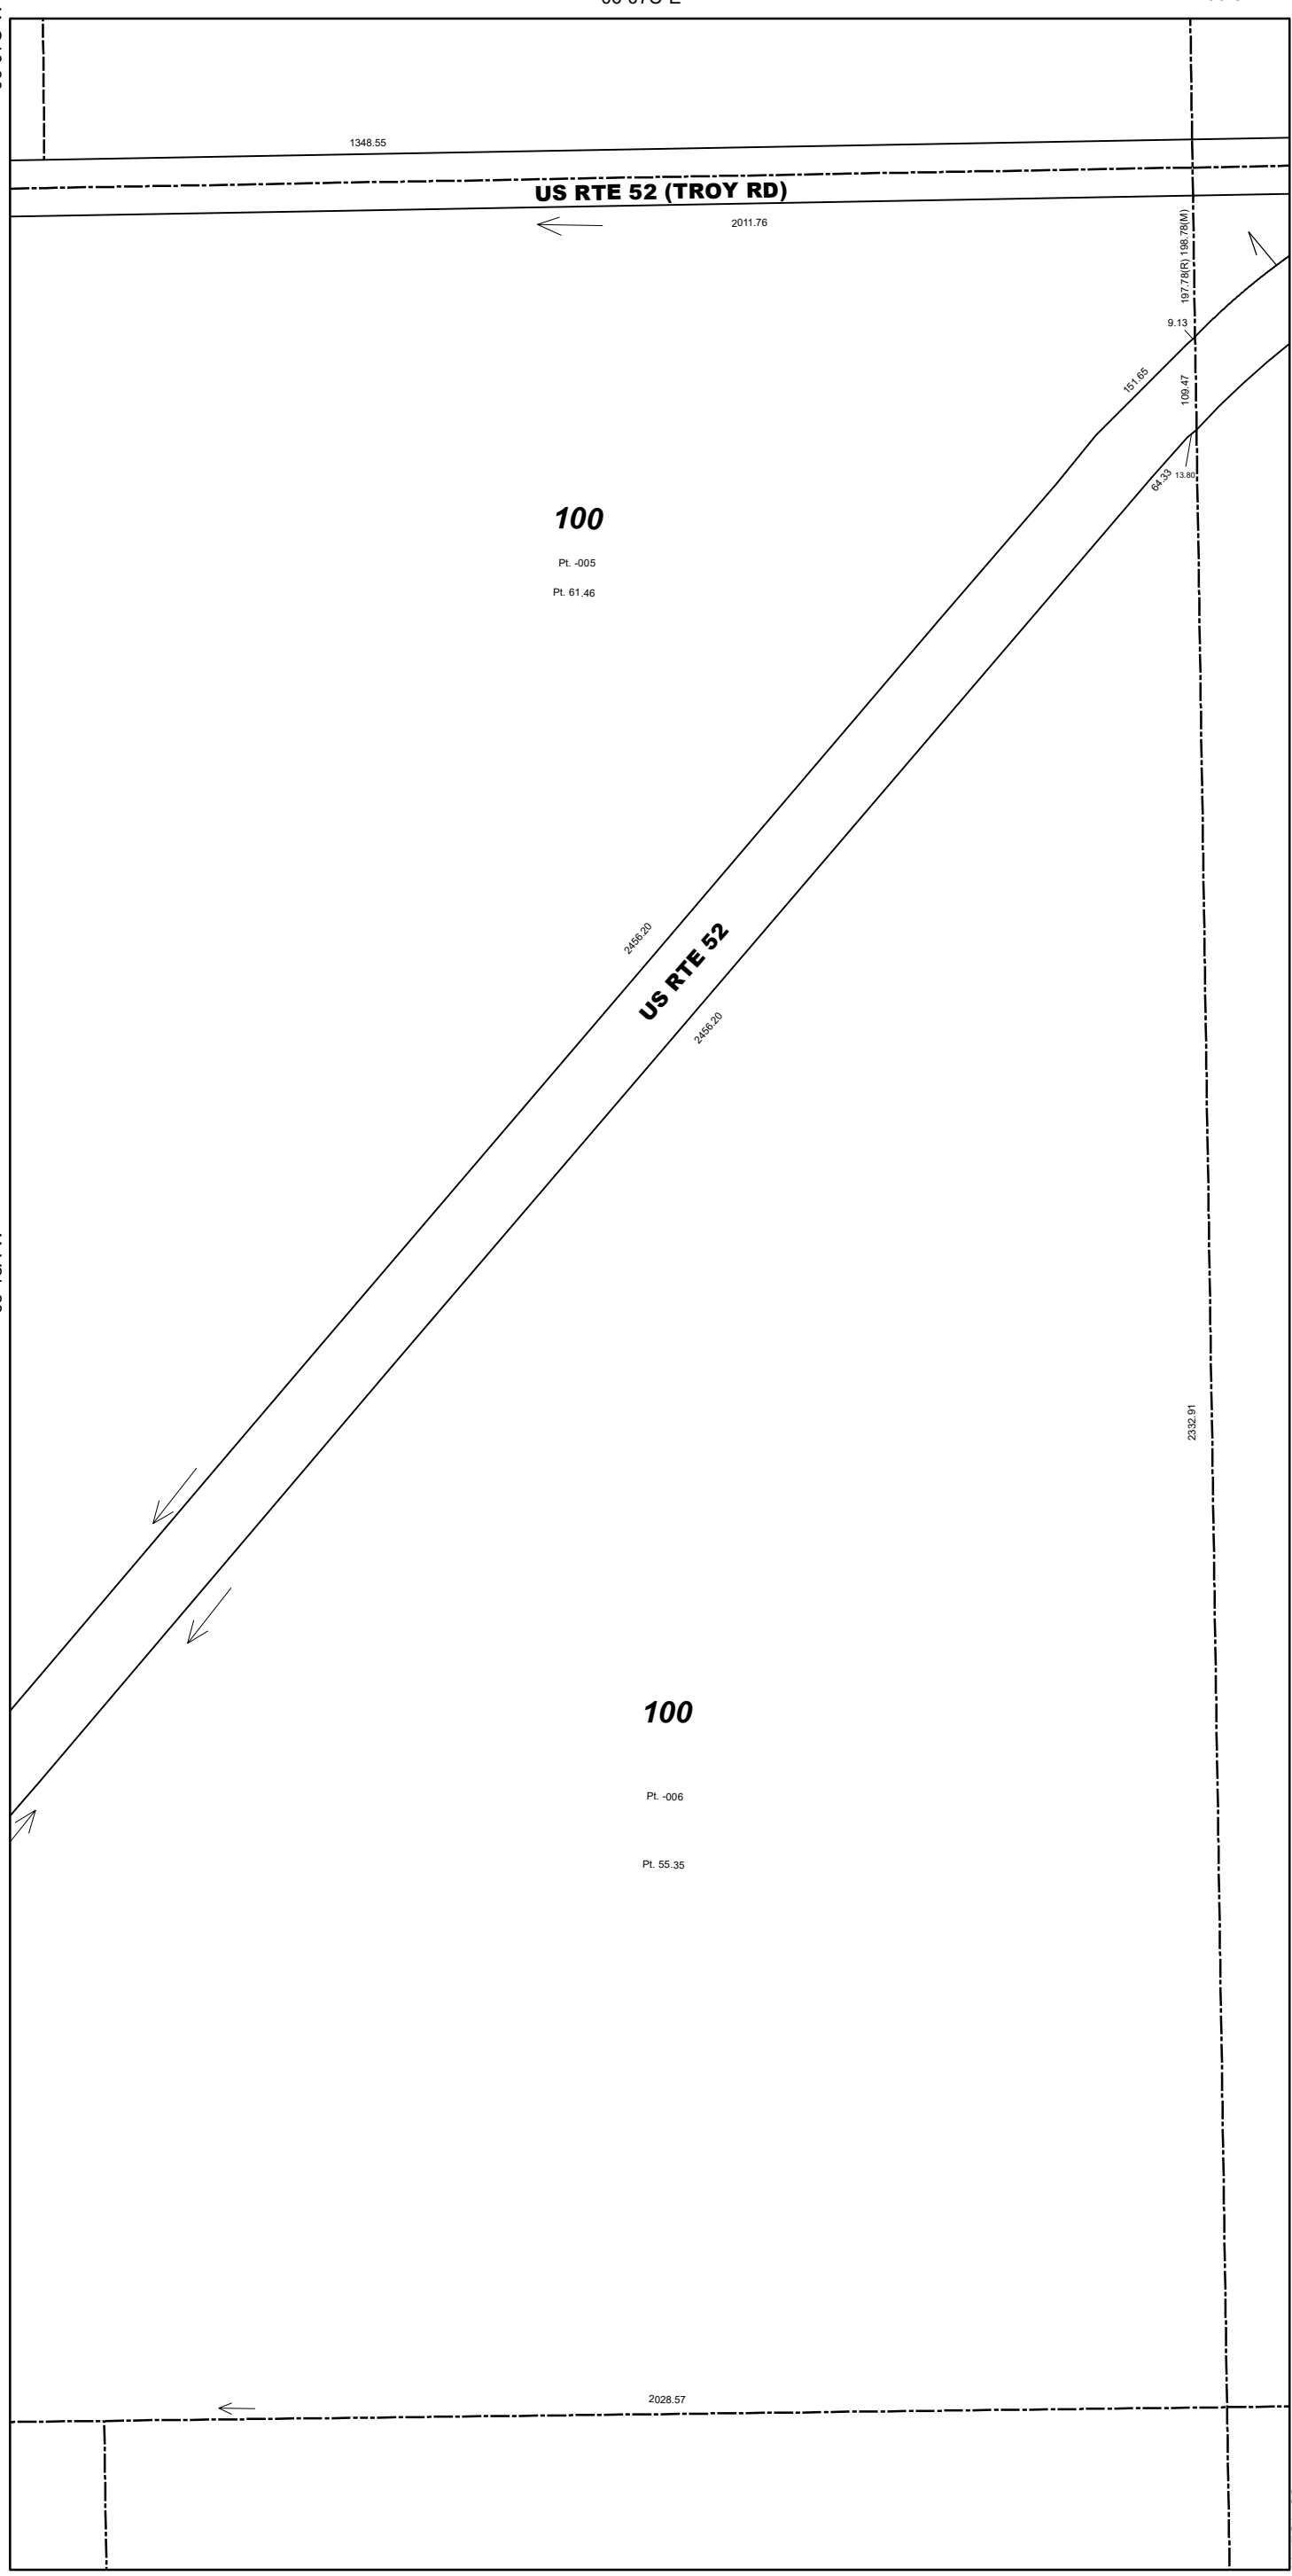 1348.55
US RTE 52 (TROY RD)
2011.76
197.78(R) 198.78(M)
9.13
151.65
109.47
64.33
13.80
100
Pt. -005
Pt. 61.46
2456.20
US RTE 52
2456.20
2332.91
100
Pt. -006
Pt. 55.35
2028.57